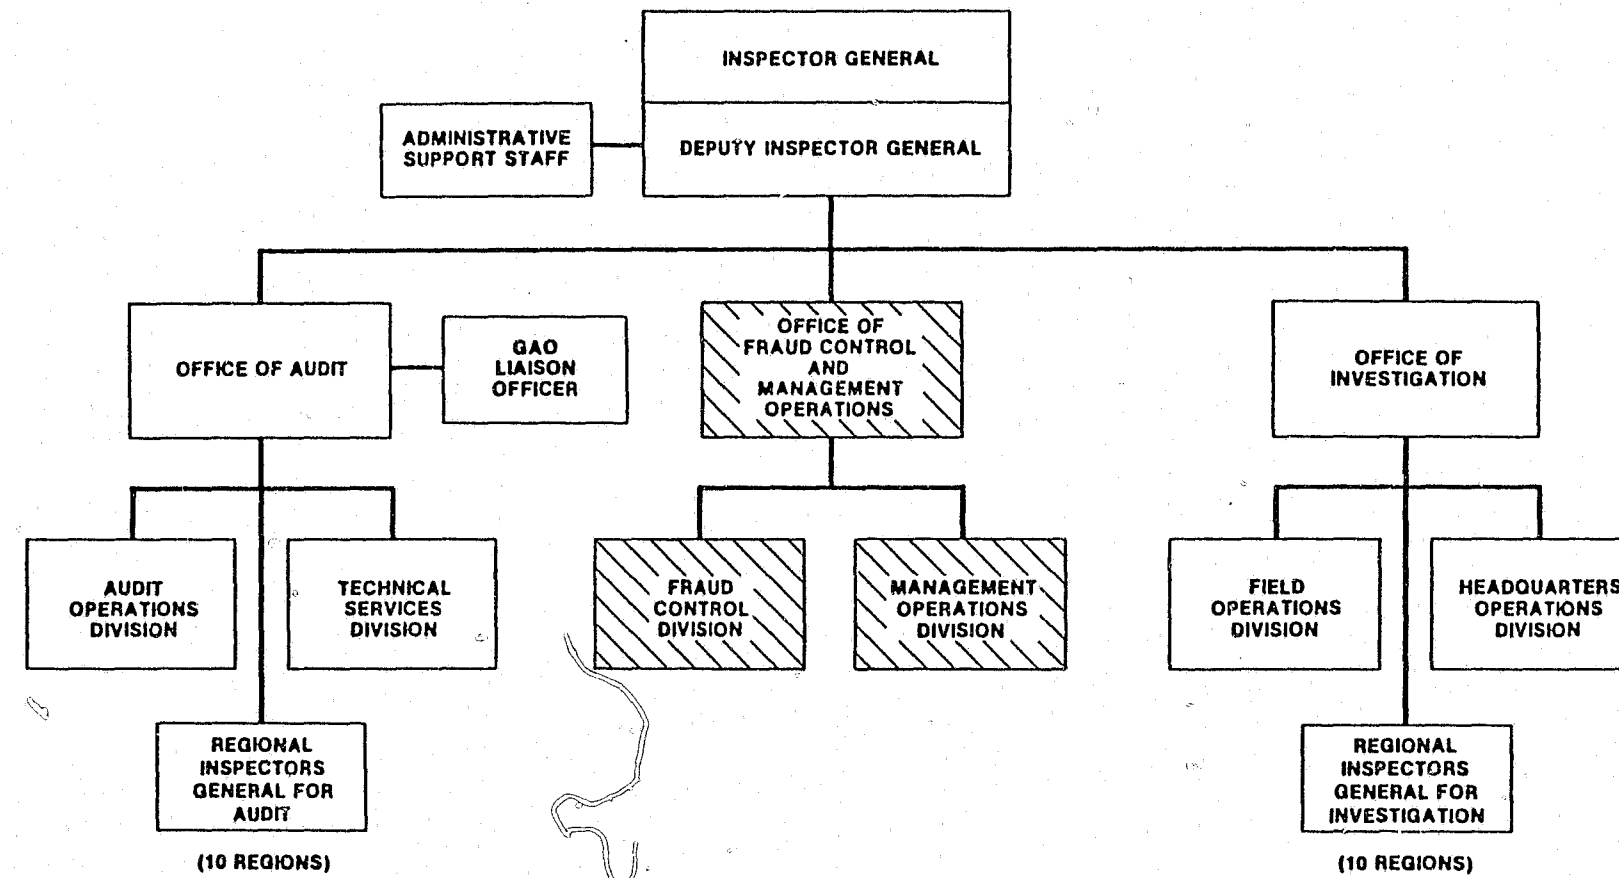 INSPECTOR GENERAL
ADMINISTRATIVE
SUPPORT STAFF
DEPUTY INSPECTOR GENERAL
OFFICE OF AUDIT
GAO
LIAISON
OFFICER
OFFICE OF
FRAUD CONTROL
AND
MANAGEMENT
OPERATIONS
OFFICE OF
INVESTIGATION
AUDIT
OPERATIONS
DIVISION
TECHNICAL
SERVICES
DIVISION
FRAUD
CONTROL
DIVISION
MANAGEMENT
OPERATIONS
DIVISION
FIELD
OPERATIONS
DIVISION
HEADQUARTERS
OPERATIONS
DIVISION
REGIONAL
INSPECTORS
GENERAL FOR
AUDIT
(10 REGIONS)
REGIONAL
INSPECTORS
GENERAL FOR
INVESTIGATION
(10 REGIONS)